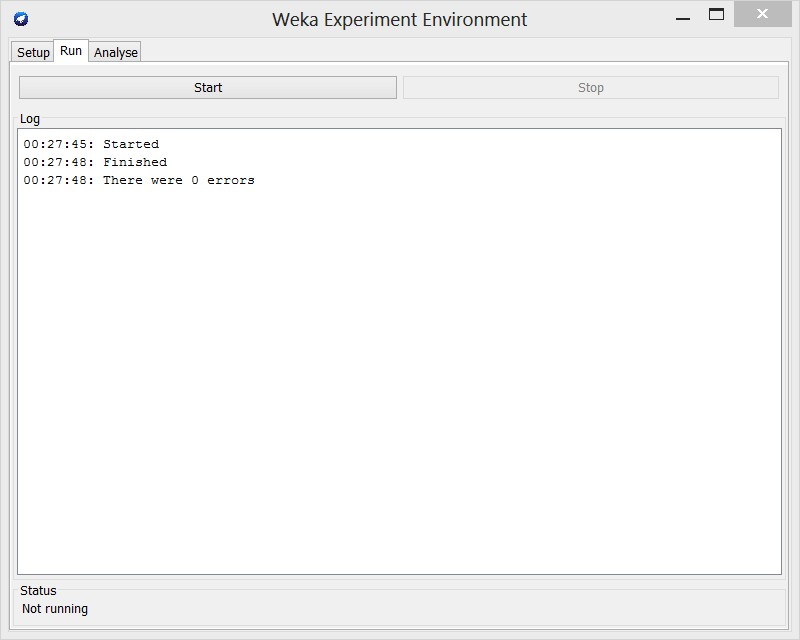 Weka Experiment Environment
Setup Run Analyse
Start Stop
Log
00:27:45: Started
00:27:48: Finished
00:27:48: There were 0 errors
Status
Not running